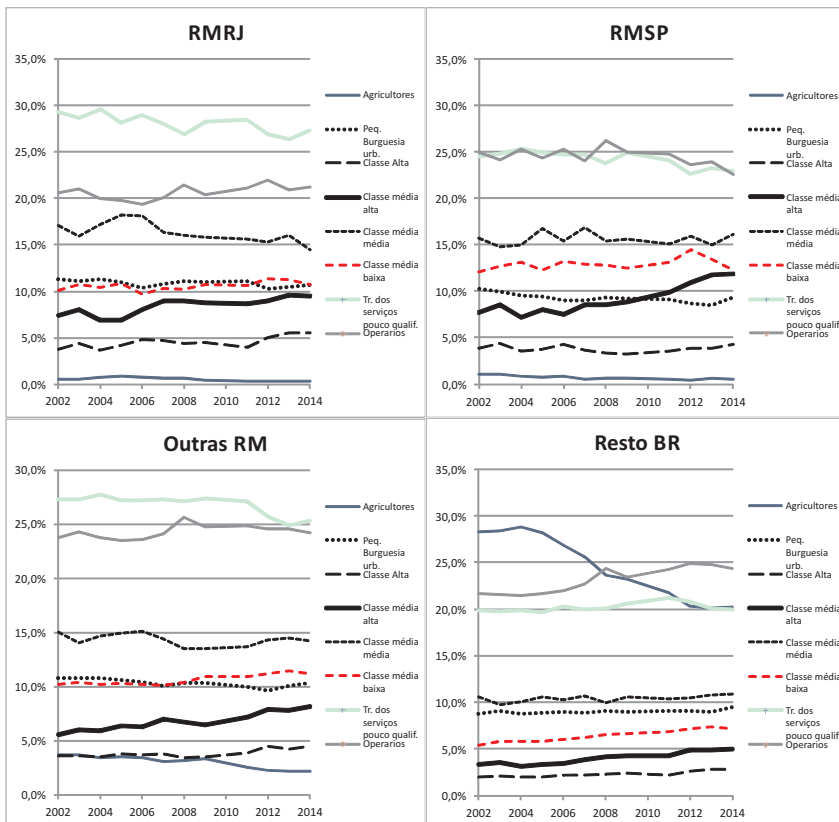 RMRJ
35,0%
30,0%
25,0%
20,0%
15,0%
10,0%
5,0%
0,0%
2002 2004 2006 2008 2010 2012 2014
Agricultores
Peq.
Burguesia
urb.
Classe Alta
Classe média
alta
Classe média
média
Classe média
baixa
Tr. dos
serviços
pouco qualif.
Operarios
RMSP
35,0%
30,0%
25,0%
20,0%
15,0%
10,0%
5,0%
0,0%
2002 2004 2006 2008 2010 2012 2014
Agricultores
Peq.
Burguesia
urb.
Classe Alta
Classe média
alta
Classe média
média
Classe média
baixa
Tr. dos
serviços
pouco qualif.
Operarios
Outras RM
30,0%
25,0%
20,0%
15,0%
10,0%
5,0%
0,0%
2002 2004 2006 2008 2010 2012 2014
Agricultores
Peq.
Burguesia
urb.
Classe Alta
Classe média
alta
Classe média
média
Classe média
baixa
Tr. dos
serviços
pouco qualif.
Operarios
Resto BR
35,0%
30,0%
25,0%
20,0%
15,0%
10,0%
5,0%
0,0%
2002 2004 2006 2008 2010 2012 2014
Agricultores
Peq.
Burguesia
urb.
Classe Alta
Classe média
alta
Classe média
média
Classe média
baixa
Tr. dos
serviços
pouco qualif.
Operarios